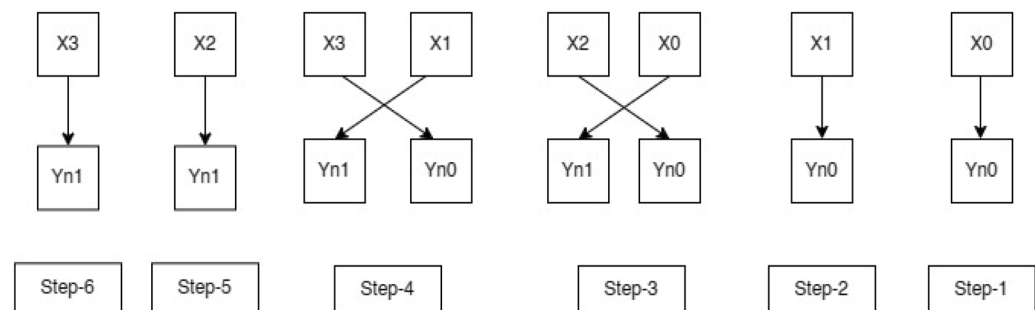 X3 X2 X3 X1 X2 X0 X1 X0
Yn1 Yn1 Yn1 Yn0 Yn1 Yn0 Yn0 Yn0
Step-6 Step-5 Step-4 Step-3 Step-2 Step-1